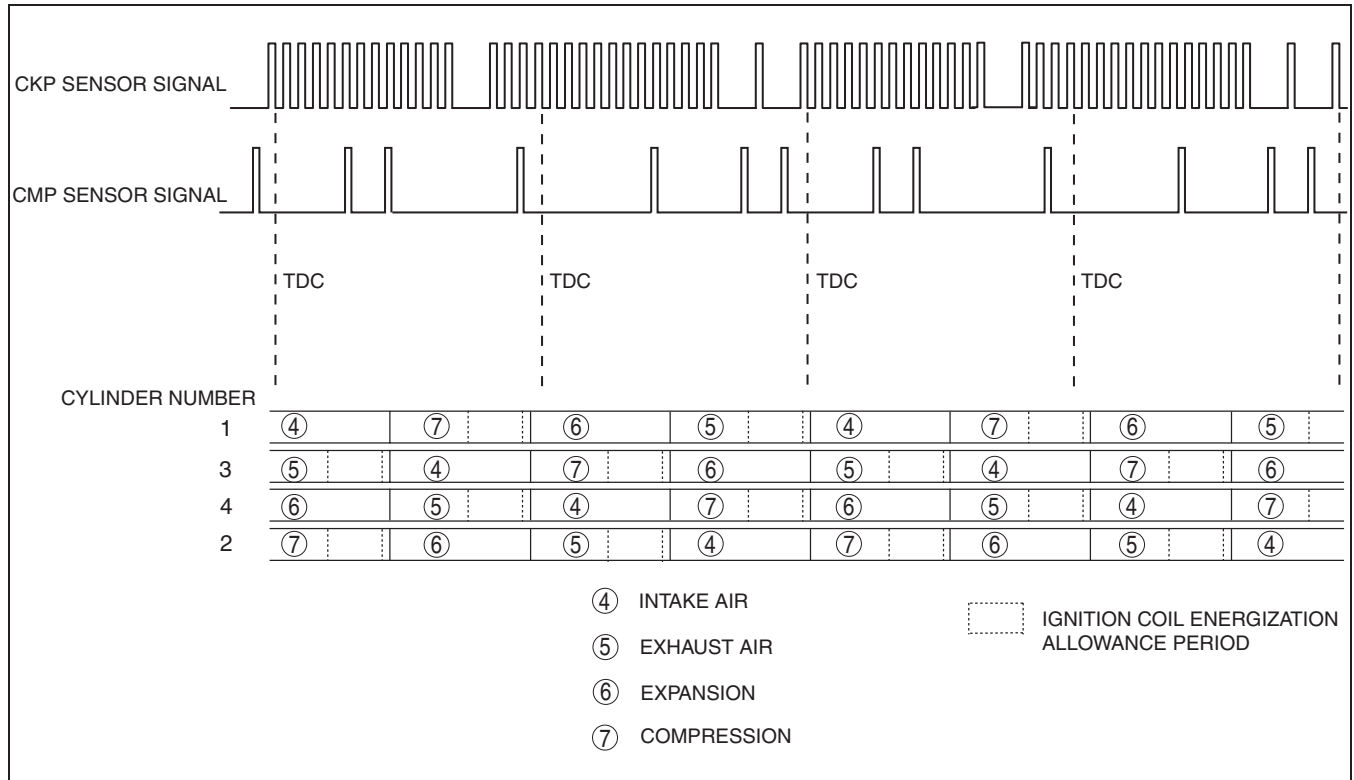 CKP SENSOR SIGNAL
CMP SENSOR SIGNAL
TDC TDC TDC TDC
CYLINDER NUMBER
1 ④ ⑦ ⑥ ⑤ ④ ⑦ ⑥ ⑤
3 ⑤ ④ ⑦ ⑥ ⑤ ④ ⑦ ⑥
4 ⑥ ⑤ ④ ⑦ ⑥ ⑤ ④ ⑦
2 ⑦ ⑥ ⑤ ④ ⑦ ⑥ ⑤ ④
④ INTAKE AIR
⑤ EXHAUST AIR
⑥ EXPANSION
⑦ COMPRESSION
IGNITION COIL ENERGIZATION
ALLOWANCE PERIOD